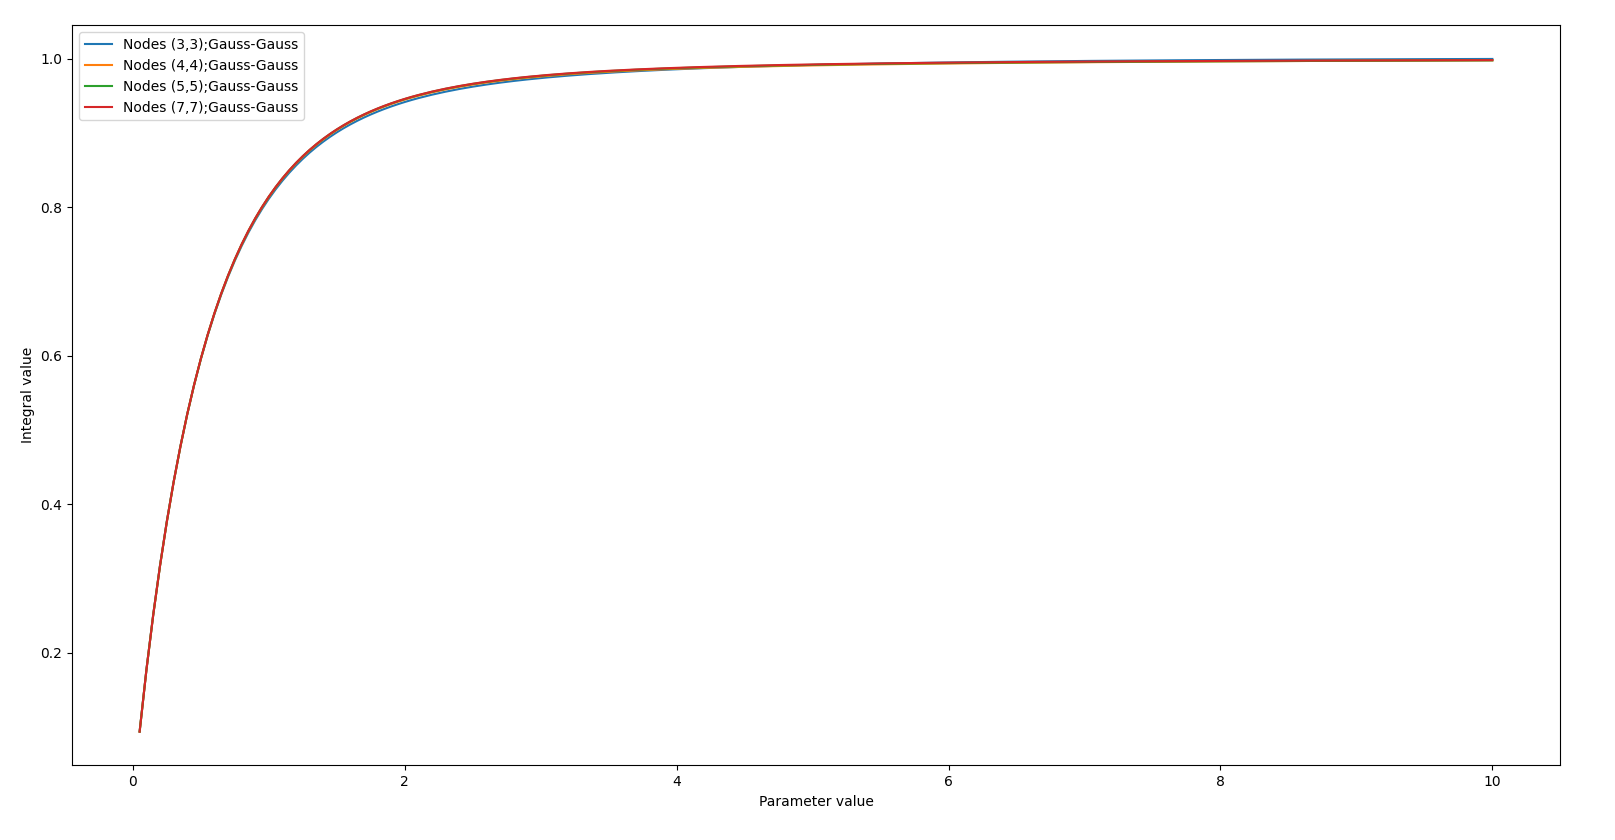 Nodes (3,3);Gauss-Gauss
Nodes (4,4);Gauss-Gauss
Nodes (5,5);Gauss-Gauss
Nodes (7,7);Gauss-Gauss
1.0
0.8
0.6
0.4
0.2
Integral value
0 2 4 6 8 10
Parameter value